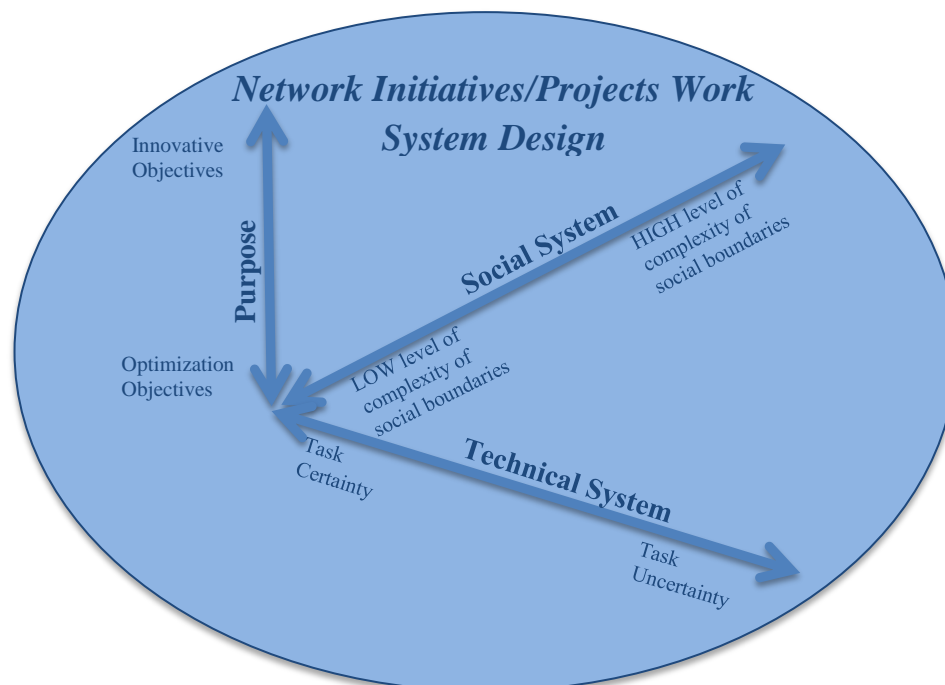 Network Initiatives/Projects Work
System Design
Innovative
Objectives
Purpose
Optimization
Objectives
Social System
HIGH level of
complexity of
social boundaries
LOW level of
complexity of
social boundaries
Technical System
Task
Certainty
Task
Uncertainty